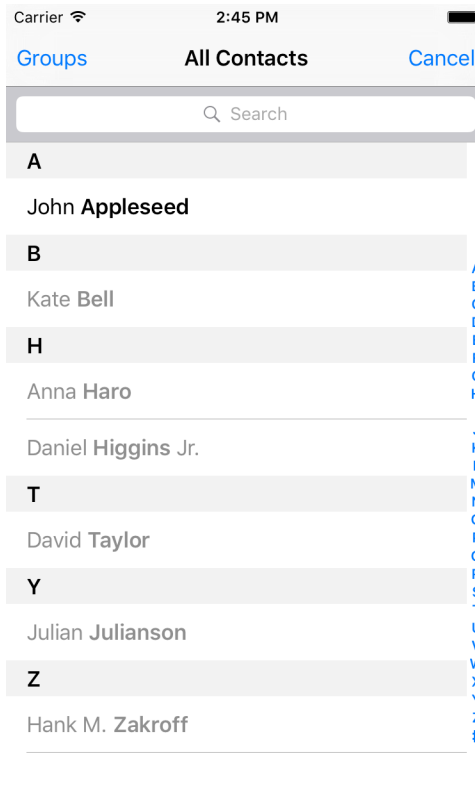 Carrier 2:45 PM
Groups All Contacts Cancel
Search
A
John Appleseed
B
Kate Bell
H
Anna Haro
Daniel Higgins Jr.
T
David Taylor
Y
Julian Julianson
Z
Hank M. Zakroff